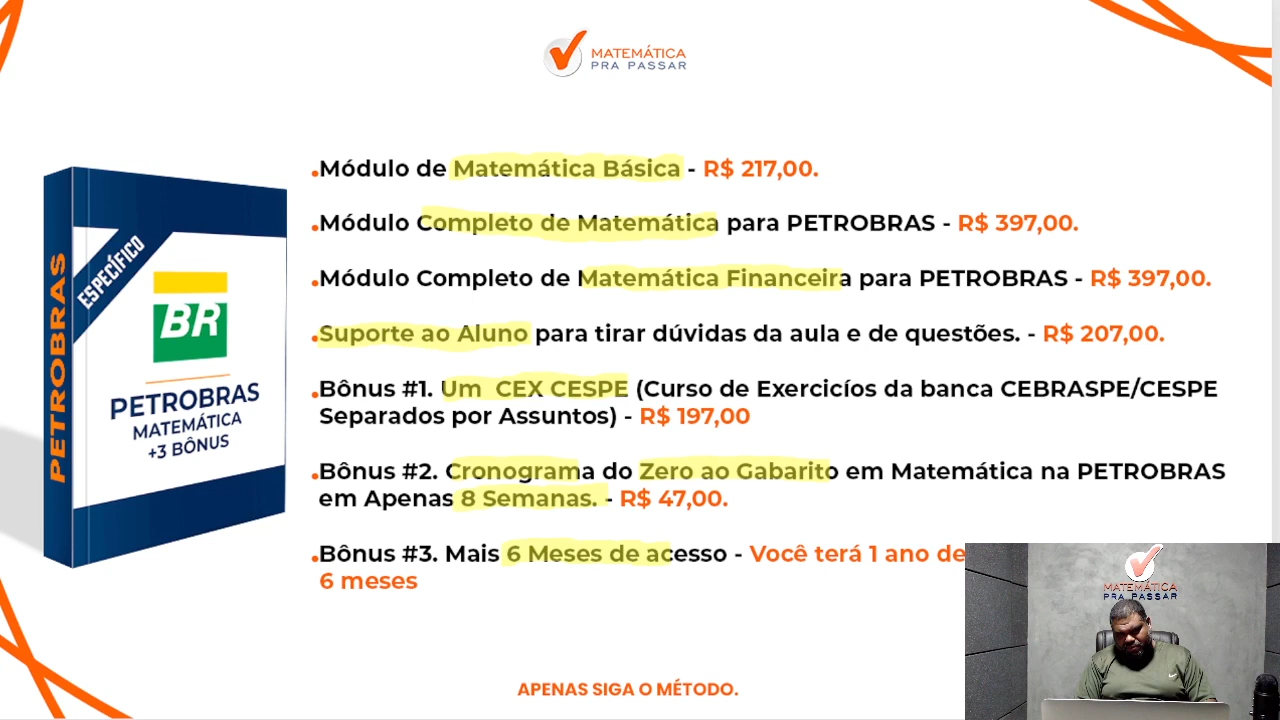 MATEMÁTICA
PRA PASSAR
Módulo de Matemática Básica - R$ 217,00.
Módulo Completo de Matemática para PETROBRAS - R$ 397,00.
Módulo Completo de Matemática Financeira para PETROBRAS - R$ 397,00.
Suporte ao Aluno para tirar dúvidas da aula e de questões. - R$ 207,00.
Bônus #1. Um CEX CESPE (Curso de Exercicíos da banca CEBRASPE/CESPE
Separados por Assuntos) - R$ 197,00
Bônus #2. Cronograma do Zero ao Gabarito em Matemática na PETROBRAS
em Apenas 8 Semanas. - R$ 47,00.
Bônus #3. Mais 6 Meses de acesso - Você terá 1 ano de
6 meses
PETROBRAS
ESPECÍFICO
BR
PETROBRAS
MATEMÁTICA
+3 BÔNUS
MATEMÁTICA
PRA PASSAR
APENAS SIGA O MÉTODO.